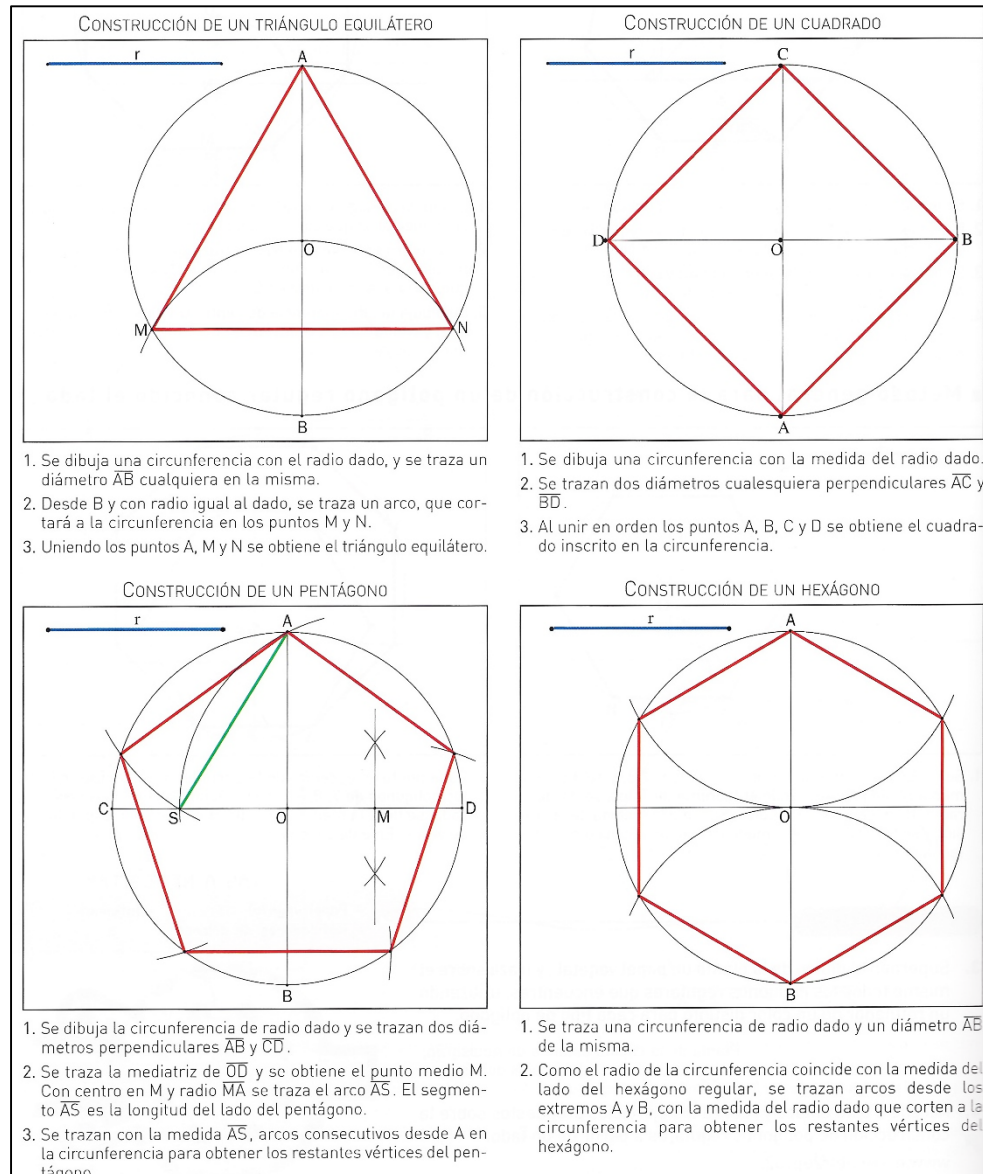 CONSTRUCCIÓN DE UN TRIÁNGULO EQUILÁTERO
r
A
O
M
N
B
1. Se dibuja una circunferencia con el radio dado, y se traza un
diámetro AB cualquiera en la misma.
2. Desde B y con radio igual al dado, se traza un arco, que cor-
tará a la circunferencia en los puntos M y N.
3. Uniendo los puntos A, M y N se obtiene el triángulo equilátero.
CONSTRUCCIÓN DE UN CUADRADO
r
C
D
O
B
A
1. Se dibuja una circunferencia con la medida del radio dado.
2. Se trazan dos diámetros cualesquiera perpendiculares AC y
BD.
3. Al unir en orden los puntos A, B, C y D se obtiene el cuadra-
do inscrito en la circunferencia.
CONSTRUCCIÓN DE UN PENTÁGONO
r
A
C
S
O
M
D
B
1. Se dibuja la circunferencia de radio dado y se trazan dos diá-
metros perpendiculares AB y CD.
2. Se traza la mediatriz de OD y se obtiene el punto medio M.
Con centro en M y radio MA se traza el arco AS. El segmen-
to AS es la longitud del lado del pentágono.
3. Se trazan con la medida AS, arcos consecutivos desde A en
la circunferencia para obtener los restantes vértices del pen-
tágono
CONSTRUCCIÓN DE UN HEXÁGONO
r
A
O
B
1. Se traza una circunferencia de radio dado y un diámetro AB
de la misma.
2. Como el radio de la circunferencia coincide con la medida del
lado del hexágono regular, se trazan arcos desde los
extremos A y B, con la medida del radio dado que corten a la
circunferencia para obtener los restantes vértices del
hexágono.